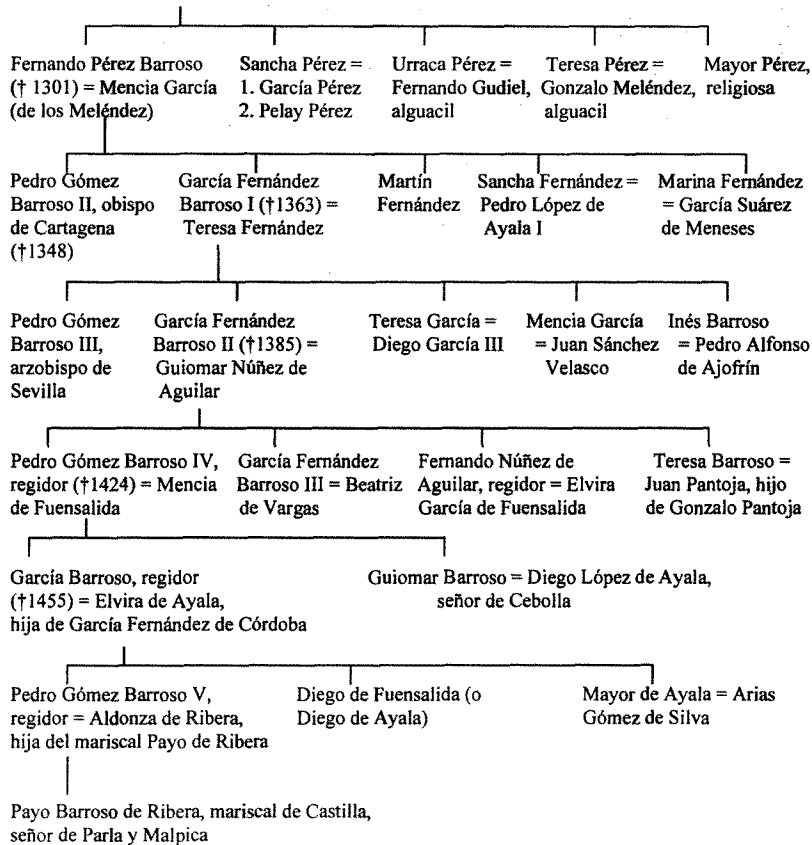 Fernando Pérez Barroso
(† 1301) = Mencia García
(de los Meléndez)
Sancha Pérez =
1. García Pérez
2. Pelay Pérez
Urraca Pérez =
Fernando Gudiel,
alguacil
Teresa Pérez =
Gonzalo Meléndez,
alguacil
Mayor Pérez,
religiosa
Pedro Gómez
Barroso II, obispo
de Cartagena
(†1348)
García Fernández
Barroso I (†1363) =
Teresa Fernández
Martín
Fernández
Sancha Fernández =
Pedro López de
Ayala I
Marina Fernández
= García Suárez
de Meneses
Pedro Gómez
Barroso III,
arzobispo de
Sevilla
García Fernández
Barroso II (†1385) =
Guiomar Núñez de
Aguilar
Teresa García =
Diego García III
Mencia García
= Juan Sánchez
Velasco
Inés Barroso
= Pedro Alfonso
de Ajofrín
Pedro Gómez Barroso IV,
regidor (†1424) = Mencia
de Fuensalida
García Fernández
Barroso III = Beatriz
de Vargas
Fernando Núñez de
Aguilar, regidor = Elvira
García de Fuensalida
Teresa Barroso =
Juan Pantoja, hijo
de Gonzalo Pantoja
García Barroso, regidor
(†1455) = Elvira de Ayala,
hija de García Fernández de Córdoba
Guiomar Barroso = Diego López de Ayala,
señor de Cebolla
Pedro Gómez Barroso V,
regidor = Aldonza de Ribera,
hija del mariscal Payo de Ribera
Diego de Fuensalida (o
Diego de Ayala)
Mayor de Ayala = Arias
Gómez de Silva
Payo Barroso de Ribera, mariscal de Castilla,
señor de Parla y Malpica